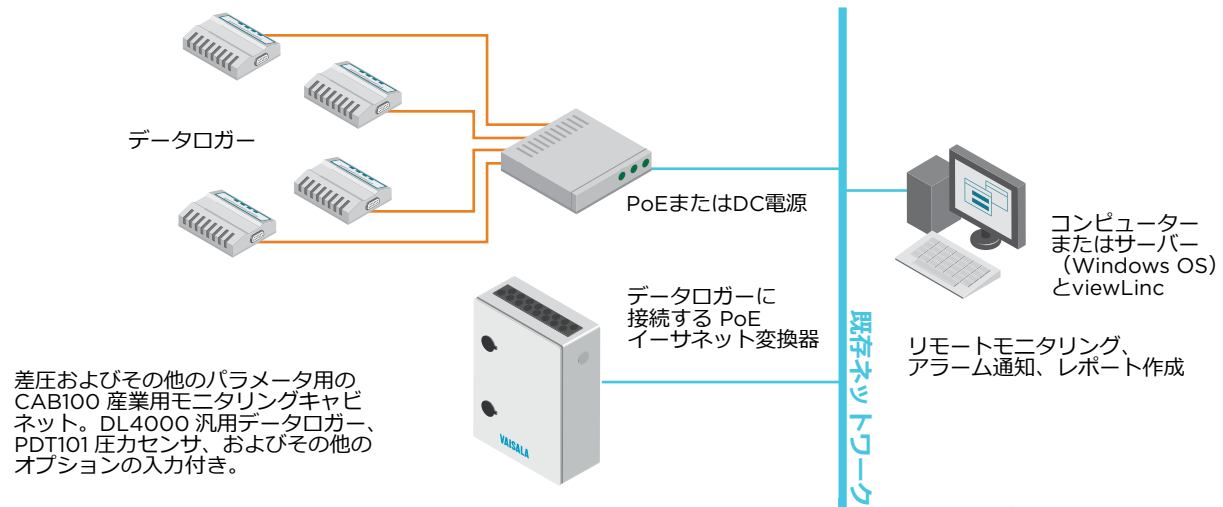 データロガー
PoEまたはDC電源
コンピューター
またはサーバー
（Windows OS）
とviewLinc
データロガーに
接続する PoE
イーサネット変換器
既存ネットワーク
リモートモニタリング、
アラーム通知、レポート作成
差圧およびその他のパラメータ用の
CAB100 産業用モニタリングキャビ
ネット。DL4000 汎用データロガー、
PDT101 圧力センサ、およびその他の
オプションの入力付き。
VAISALA